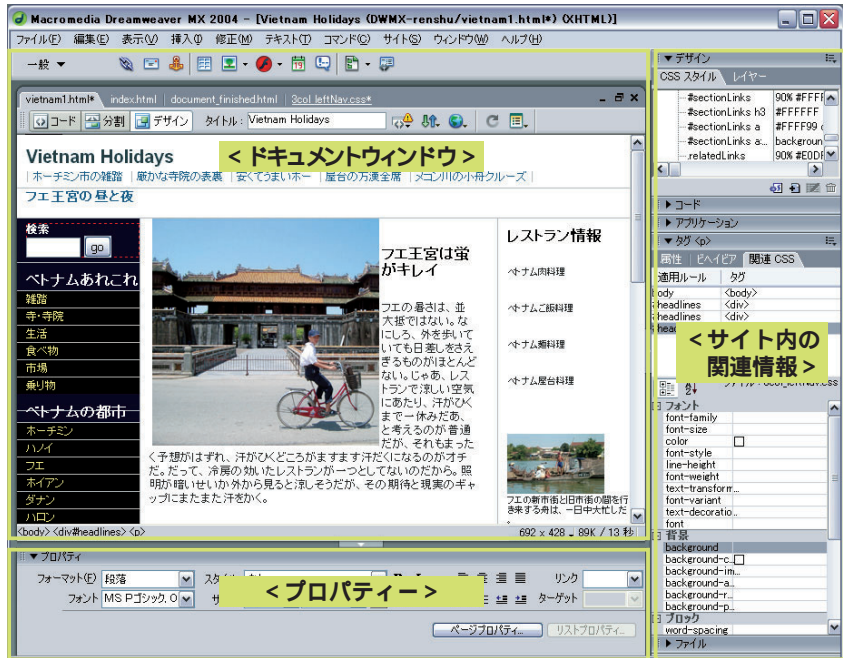 Macromedia Dreamweaver MX 2004 - [Vietnam Holidays (DWMX-renshu/vietnam1.html*) (XHTML)]
ファイル(F) 編集(E) 表示(V) 挿入(I) 修正(M) テキスト(T) コマンド(C) サイト(S) ウィンドウ(W) ヘルプ(H)
一般
vietnam1.html* index.html document_finished.html 3col_leftNav.css*
コード 分割 デザイン タイトル: Vietnam Holidays
<ドキュメントウィンドウ>
Vietnam Holidays
ホーチミン市の雑踏 | 厳かな寺院の表裏 | 安くてうまいホー | 屋台の万漢全席 | メコン川の小舟クルーズ |
フエ王宮の昼と夜
検索
go
ベトナムあれこれ
雑踏
寺・寺院
生活
食べ物
市場
乗り物
ベトナムの都市
ホーチミン
ハノイ
フエ
ホイアン
ダナン
ハロン
フエ王宮は蛍
がキレイ
フエの暑さは、並
大抵ではない。な
にしろ、外を歩いて
いても日差しをさえ
ぎるものがほとんど
ない。じゃあ、レス
トランで涼しい空気
にあたり、汗がひく
まで一休みだあ、
と考えるのが普通
だが、それもまった
く予想がはずれ、汗がひくどころがますます汗だくになるのがオチ
だ。だって、冷房の効いたレストランが一つとしてないのだから。照
明が暗いせいか外から見ると涼しそうだが、その期待と現実のギャ
ップにまたまた汗をかく。
レストラン情報
ベトナム肉料理
ベトナムご飯料理
ベトナム麺料理
ベトナム屋台料理
フエの新市街と旧市街の間を行
き来する舟は、一日中大忙しだ
。
<body> <div#headlines> <p>
692 x 428 - 89K / 13 秒
▼ プロパティ
フォーマット(F) 段落
リンク
フォント MS Pゴシック, O
ターゲット
<プロパティー>
ページプロパティ... リストプロパティ...
▼ デザイン
CSS スタイル レイヤー
#sectionLinks 90% #FFFF
#sectionLinks h3 #FFFFFF
#sectionLinks a #FFFF99
#sectionLinks a:.. backgroun
.relatedLinks 90% #E0DF
コード
アプリケーション
▼ タグ <p>
属性 ビヘイビア 関連 CSS
適用ルール タグ
body <body>
headlines <div>
headlines <div>
<サイト内の
関連情報>
フォント
font-family
font-size
color
font-style
line-height
font-weight
text-transform...
font-variant
text-decoratio...
font
背景
background
background-c...
background-im...
background-a...
background-r...
background-p...
ブロック
word-spacing
ファイル